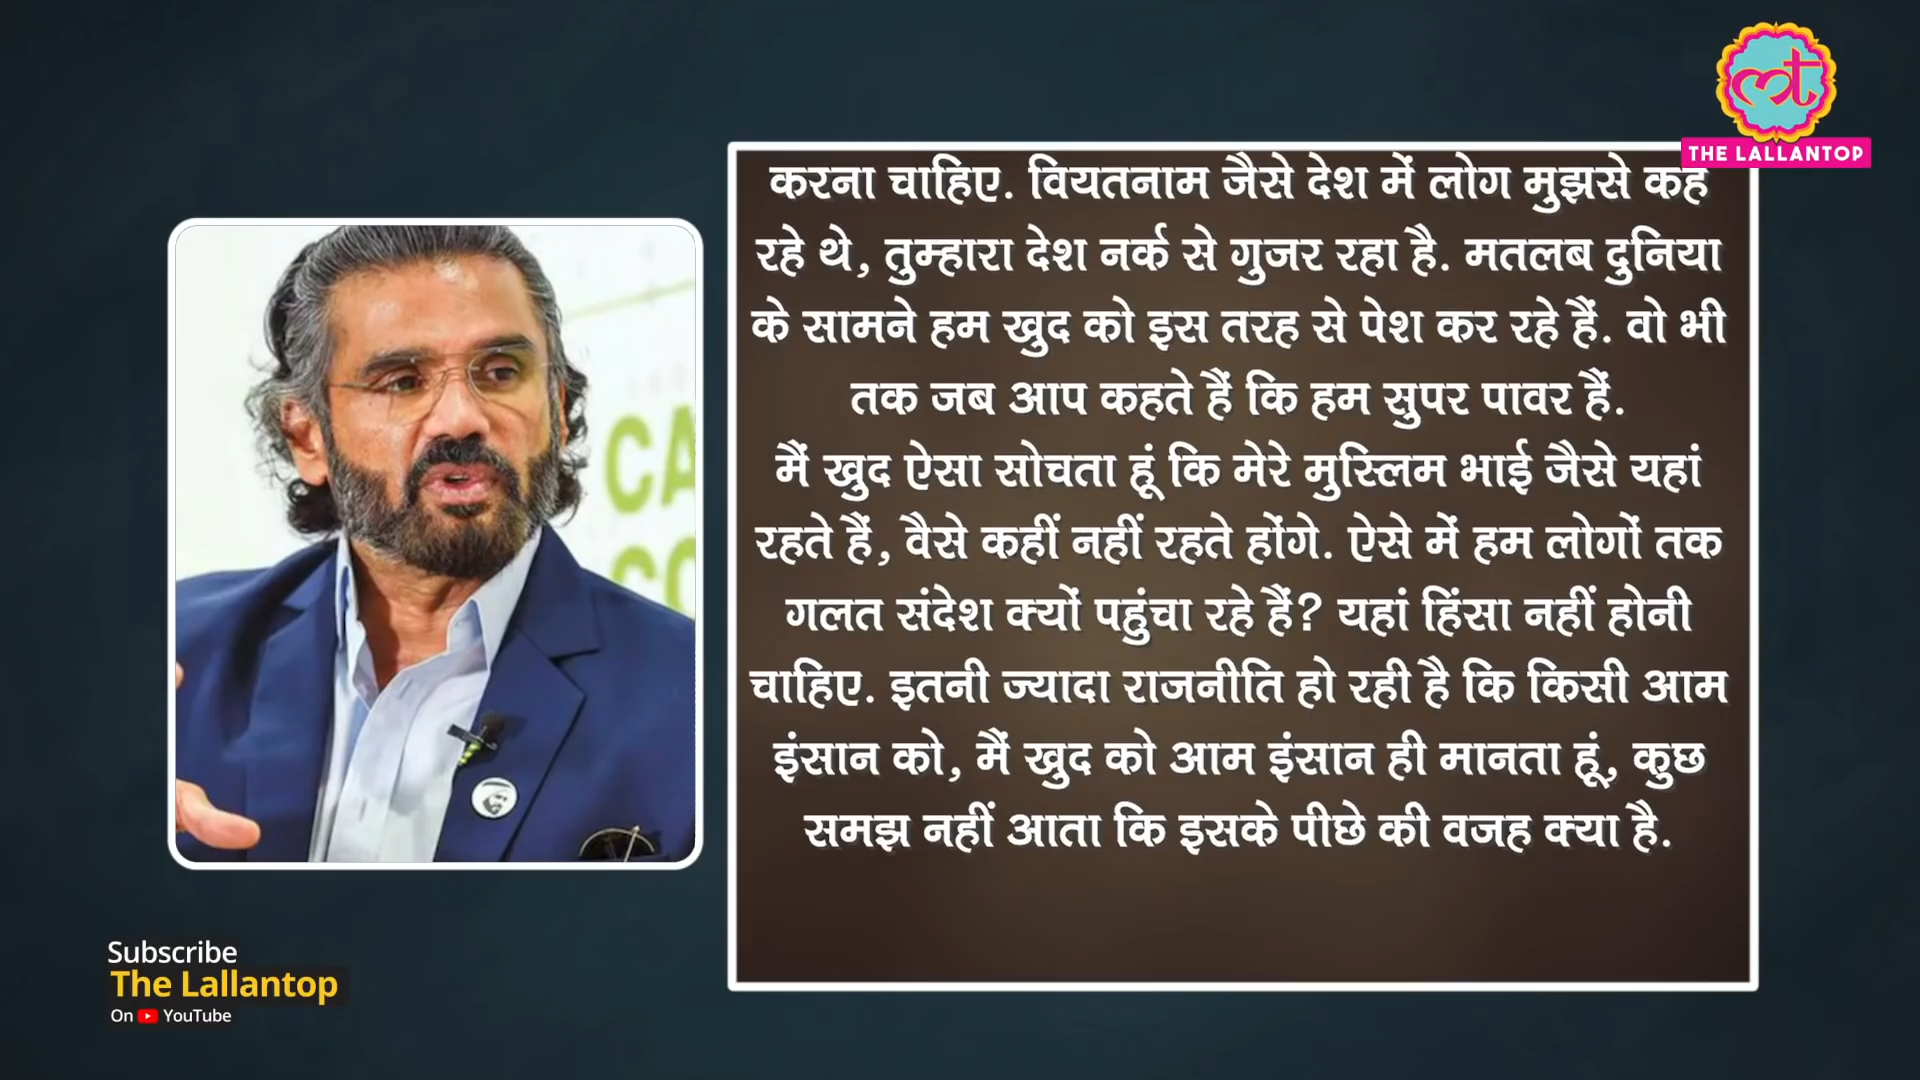 THE LALLANTOP
करना चाहिए. वियतनाम जैसे देश में लोग मुझसे कह
रहे थे, तुम्हारा देश नर्क से गुजर रहा है. मतलब दुनिया
के सामने हम खुद को इस तरह से पेश कर रहे हैं. वो भी
तक जब आप कहते हैं कि हम सुपर पावर हैं.
मैं खुद ऐसा सोचता हूं कि मेरे मुस्लिम भाई जैसे यहां
रहते हैं, वैसे कहीं नहीं रहते होंगे. ऐसे में हम लोगों तक
गलत संदेश क्यों पहुंचा रहे हैं? यहां हिंसा नहीं होनी
चाहिए. इतनी ज्यादा राजनीति हो रही है कि किसी आम
इंसान को, मैं खुद को आम इंसान ही मानता हूं, कुछ
समझ नहीं आता कि इसके पीछे की वजह क्या है.
CA
CO
Subscribe
The Lallantop
On YouTube